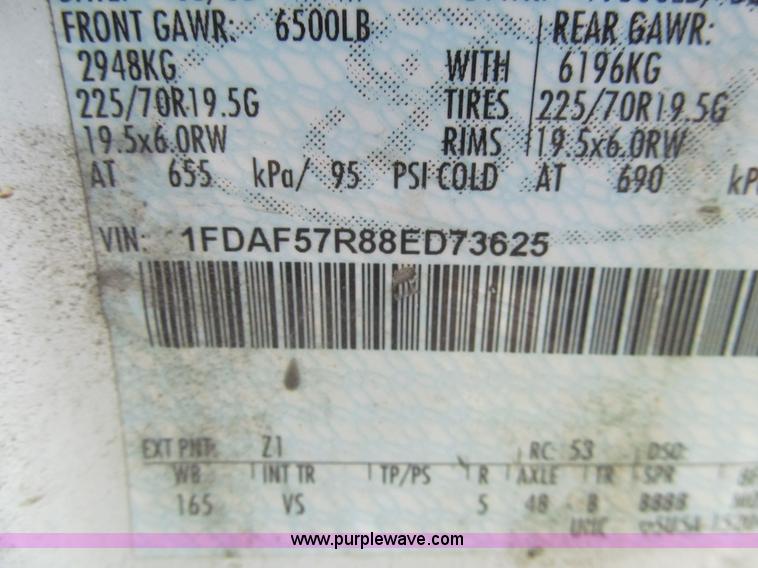 FRONT GAWR: 6500LB REAR GAWR:
2948KG WITH 6196KG
225/70R19.5G TIRES 225/70R19.5G
19.5x6.0RW RIMS 19.5x6.0RW
AT 655 kPa/ 95 PSI COLD AT 690
VIN: 1FDAF57R88ED73625
EXT PNT: Z1 RC: 53 DSO:
WB INT TR TP/PS R AXLE TR SPR
165 VS 5 48 B 8888
www.purplewave.com